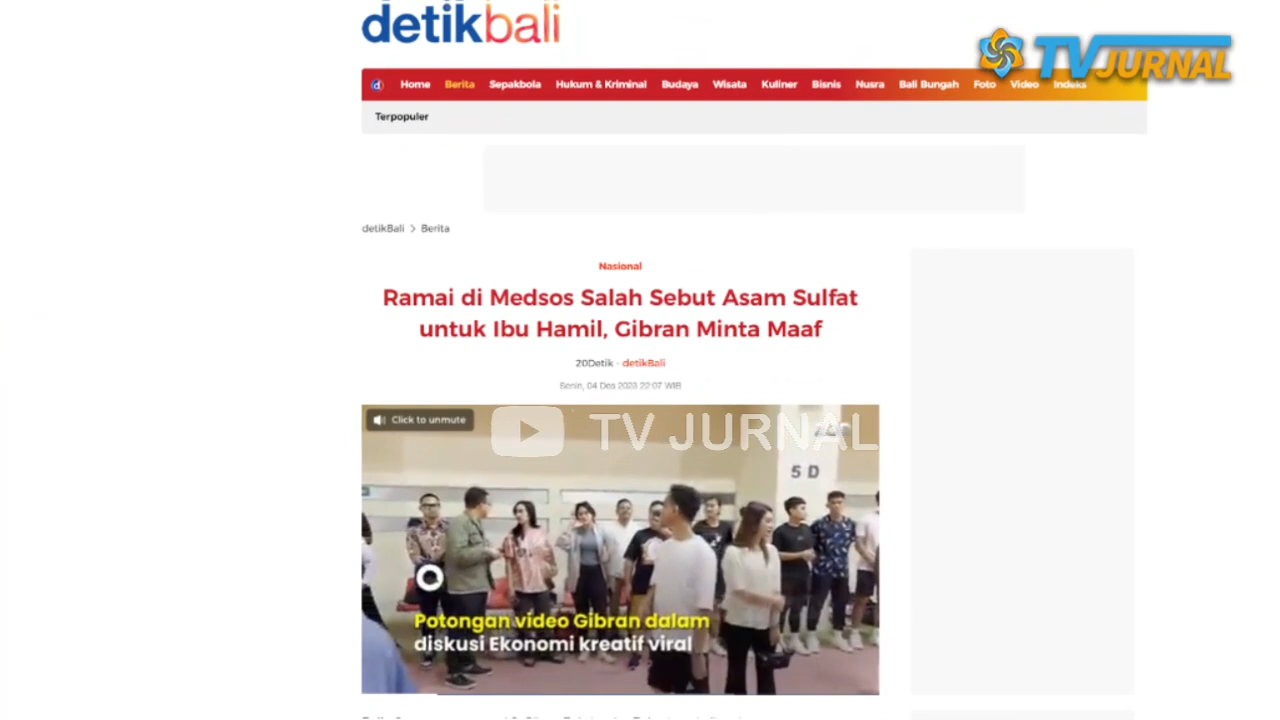 detikbali
TV JURNAL
Home Berita Sepakbola Hukum & Kriminal Budaya Wisata Kuliner Bisnis Nusra Bali Bungah Foto Video Indeks
Terpopuler
detikBali > Berita
Nasional
Ramai di Medsos Salah Sebut Asam Sulfat
untuk Ibu Hamil, Gibran Minta Maaf
20Detik - detikBali
Senin, 04 Des 2023 22:07 WIB
Click to unmute
TV JURNAL
5 D
Potongan video Gibran dalam
diskusi Ekonomi kreatif viral